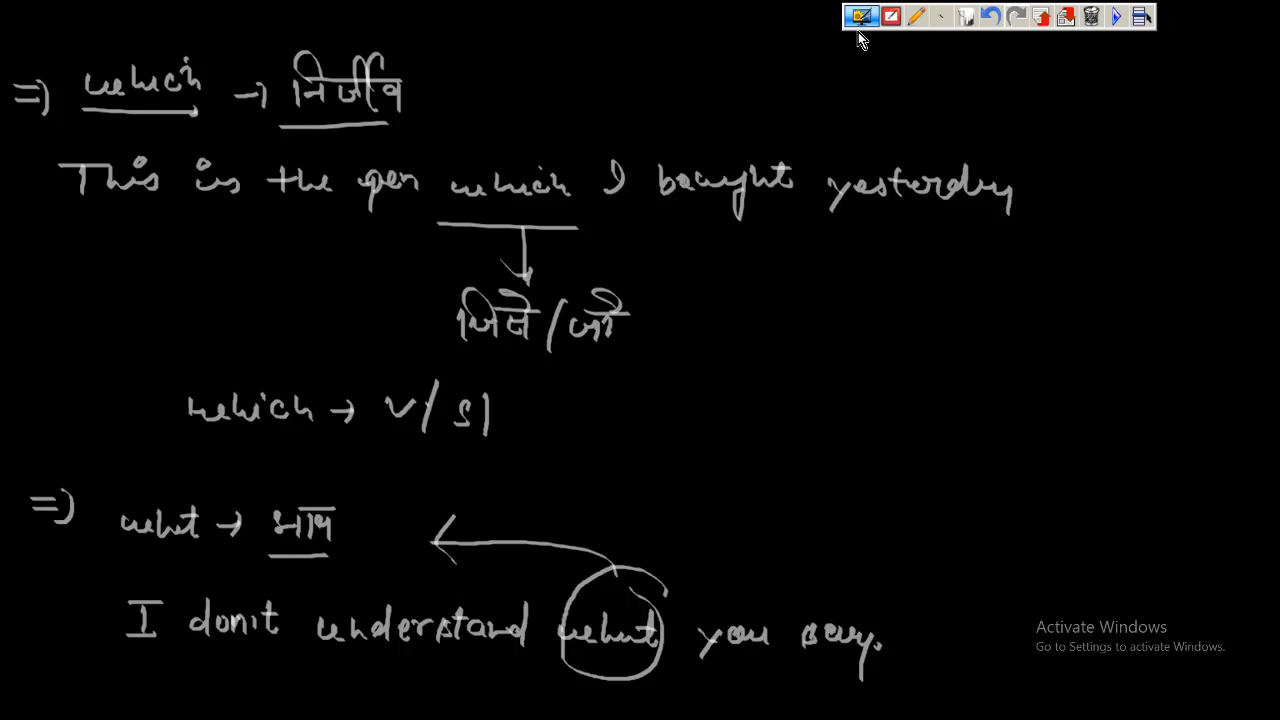 => which → निर्जीव
This is the pen which I bought yesterday
जिसे/जो
which → V/S
what → भाव
I don't understand what you say.
Activate Windows
Go to Settings to activate Windows.